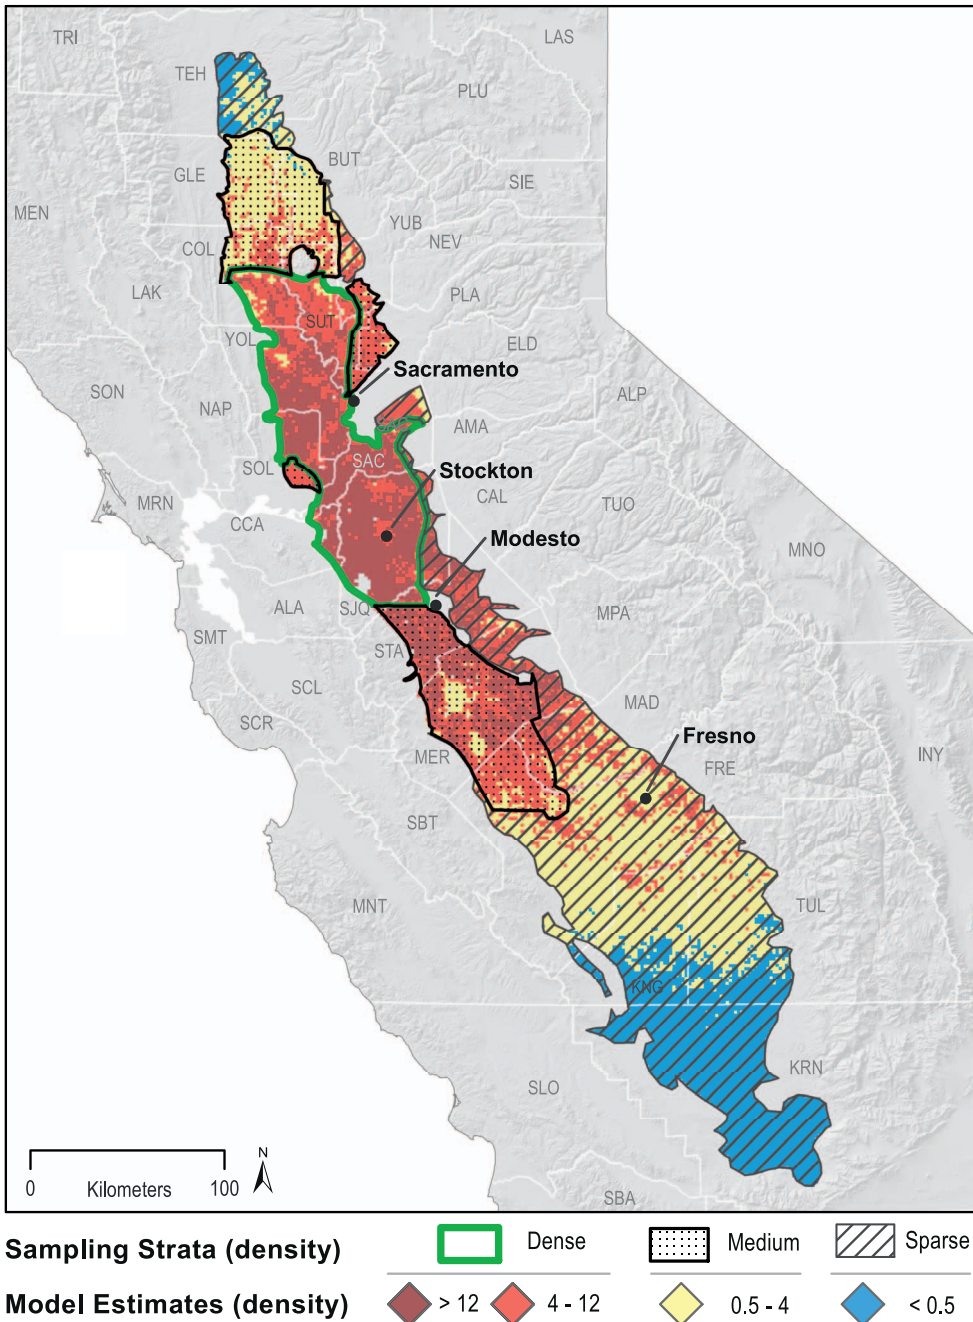 TRI
LAS
TEH
PLU
BUT
GLE
SIE
MEN
YUB
NEV
COL
LAK
PLA
SUT
YOL
ELD
Sacramento
SON
ALP
NAP
AMA
SAC
SOL
Stockton
MRN
CAL
TUO
CCA
Modesto
MNO
ALA
SJQ
MPA
SMT
STA
SCL
MAD
SCR
Fresno
MER
FRE
INY
SBT
MNT
TUL
KNG
KRN
SLO
N
0 Kilometers 100
SBA
Sampling Strata (density) Dense Medium Sparse
Model Estimates (density) > 12 4 - 12 0.5 - 4 < 0.5